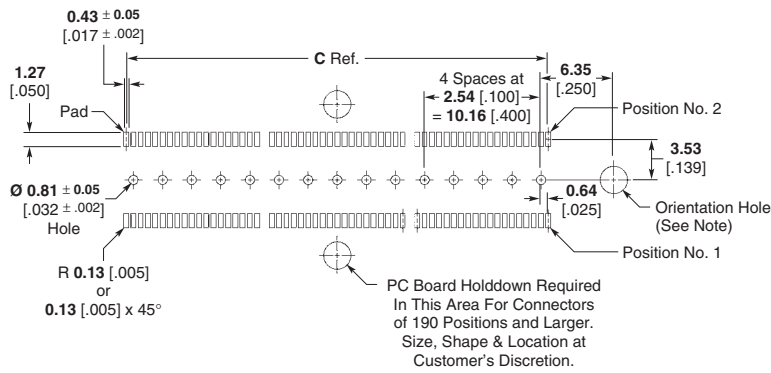 0.43 ± 0.05
[.017 ± .002]
C Ref.
1.27
[.050]
4 Spaces at
2.54 [.100]
= 10.16 [.400]
6.35
[.250]
Pad
Position No. 2
3.53
[.139]
Ø 0.81 ± 0.05
[.032 ± .002]
Hole
0.64
[.025]
Orientation Hole
(See Note)
Position No. 1
R 0.13 [.005]
or
0.13 [.005] x 45°
PC Board Holddown Required
In This Area For Connectors
of 190 Positions and Larger.
Size, Shape & Location at
Customer's Discretion.